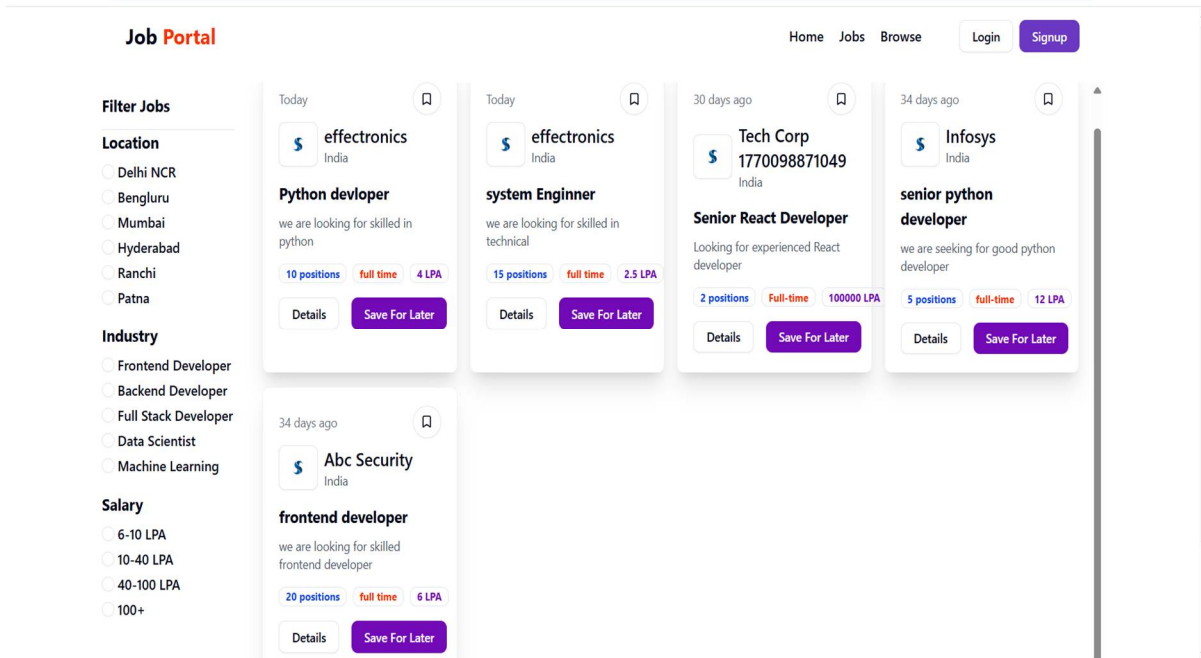 Job Portal
Home Jobs Browse Login Signup
Filter Jobs
Location
Delhi NCR
Bengluru
Mumbai
Hyderabad
Ranchi
Patna
Industry
Frontend Developer
Backend Developer
Full Stack Developer
Data Scientist
Machine Learning
Salary
6-10 LPA
10-40 LPA
40-100 LPA
100+
Today
effectronics
India
Python devloper
we are looking for skilled in
python
10 positions full time 4 LPA
Details Save For Later
Today
effectronics
India
system Enginner
we are looking for skilled in
technical
15 positions full time 2.5 LPA
Details Save For Later
30 days ago
Tech Corp
1770098871049
India
Senior React Developer
Looking for experienced React
developer
2 positions Full-time 100000 LPA
Details Save For Later
34 days ago
Infosys
India
senior python
developer
we are seeking for good python
developer
5 positions full-time 12 LPA
Details Save For Later
34 days ago
Abc Security
India
frontend developer
we are looking for skilled
frontend developer
20 positions full time 6 LPA
Details Save For Later